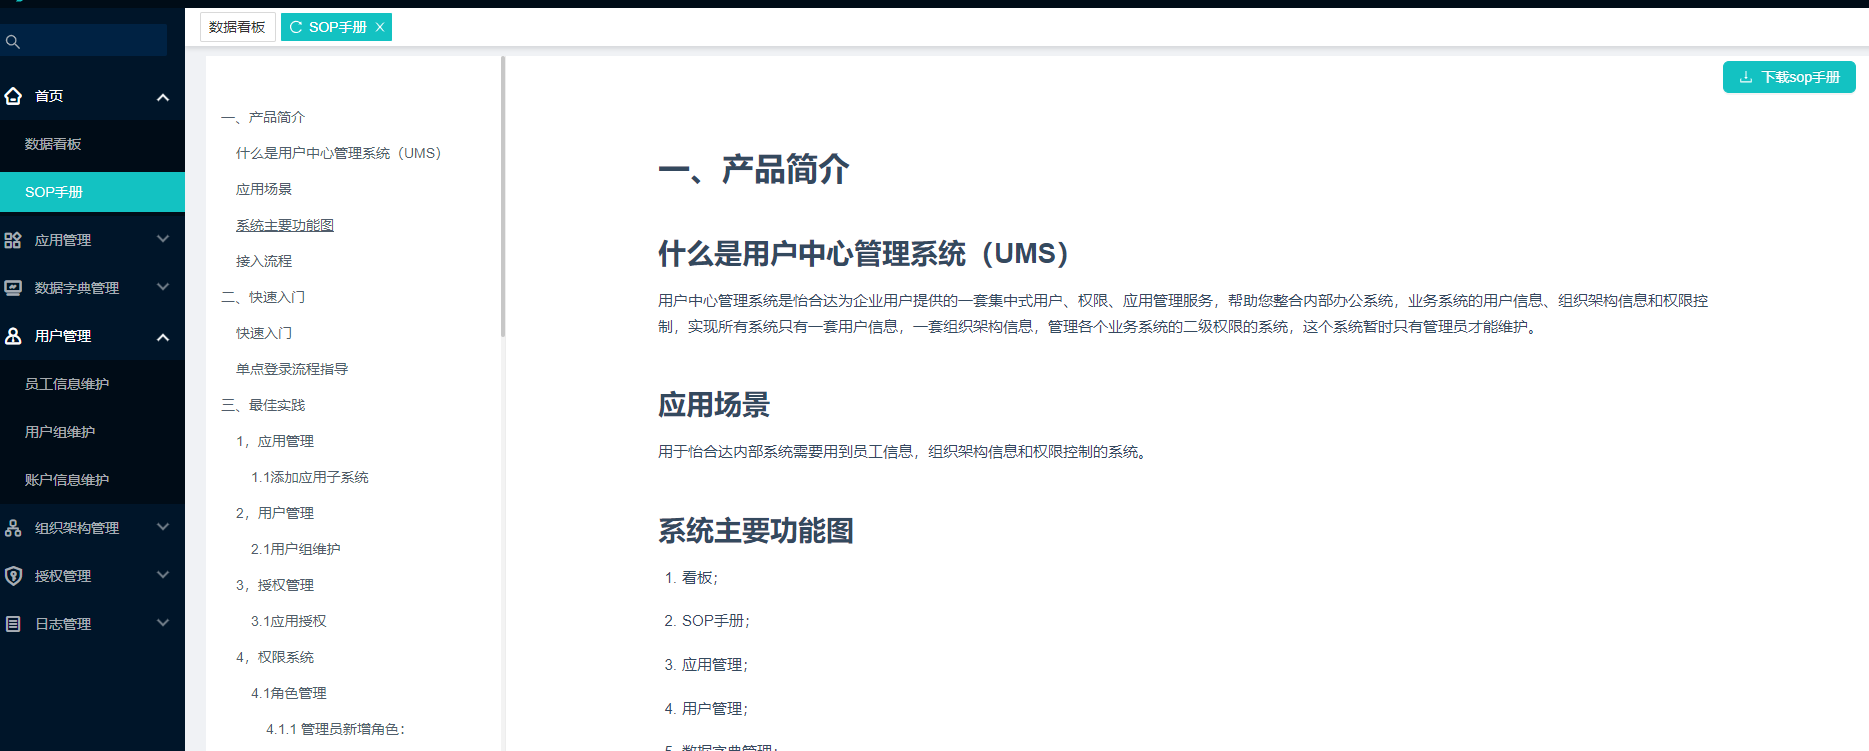 数据看板
SOP手册
首页
数据看板
SOP手册
应用管理
数据字典管理
用户管理
员工信息维护
用户组维护
账户信息维护
组织架构管理
授权管理
日志管理
一、产品简介
什么是用户中心管理系统（UMS）
应用场景
系统主要功能图
接入流程
二、快速入门
快速入门
单点登录流程指导
三、最佳实践
1，应用管理
1.1添加应用子系统
2，用户管理
2.1用户组维护
3，授权管理
3.1应用授权
4，权限系统
4.1角色管理
4.1.1 管理员新增角色：
下载sop手册
一、产品简介
什么是用户中心管理系统（UMS）
用户中心管理系统是怡合达为企业用户提供的一套集中式用户、权限、应用管理服务，帮助您整合内部办公系统，业务系统的用户信息、组织架构信息和权限控
制，实现所有系统只有一套用户信息，一套组织架构信息，管理各个业务系统的二级权限的系统，这个系统暂时只有管理员才能维护。
应用场景
用于怡合达内部系统需要用到员工信息，组织架构信息和权限控制的系统。
系统主要功能图
1. 看板；
2. SOP手册；
3. 应用管理；
4. 用户管理；
5. 数据字典管理；